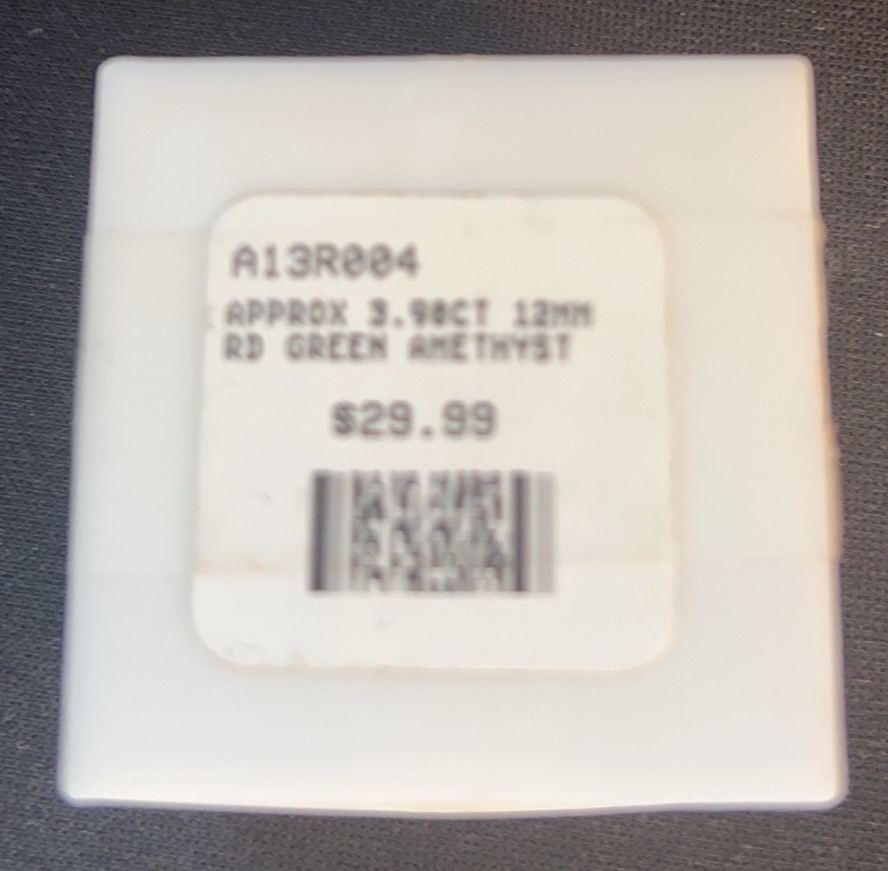 A13R004
APPROX 3.90CT 12MM
RD GREEN AMETHYST
$29.99